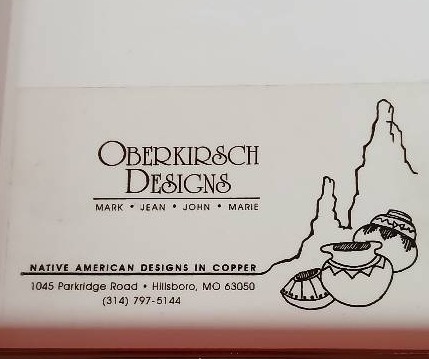 OBERKIRSCH
DESIGNS
MARK • JEAN • JOHN • MARIE
NATIVE AMERICAN DESIGNS IN COPPER
1045 Parkridge Road • Hillsboro, MO 63050
(314) 797-5144